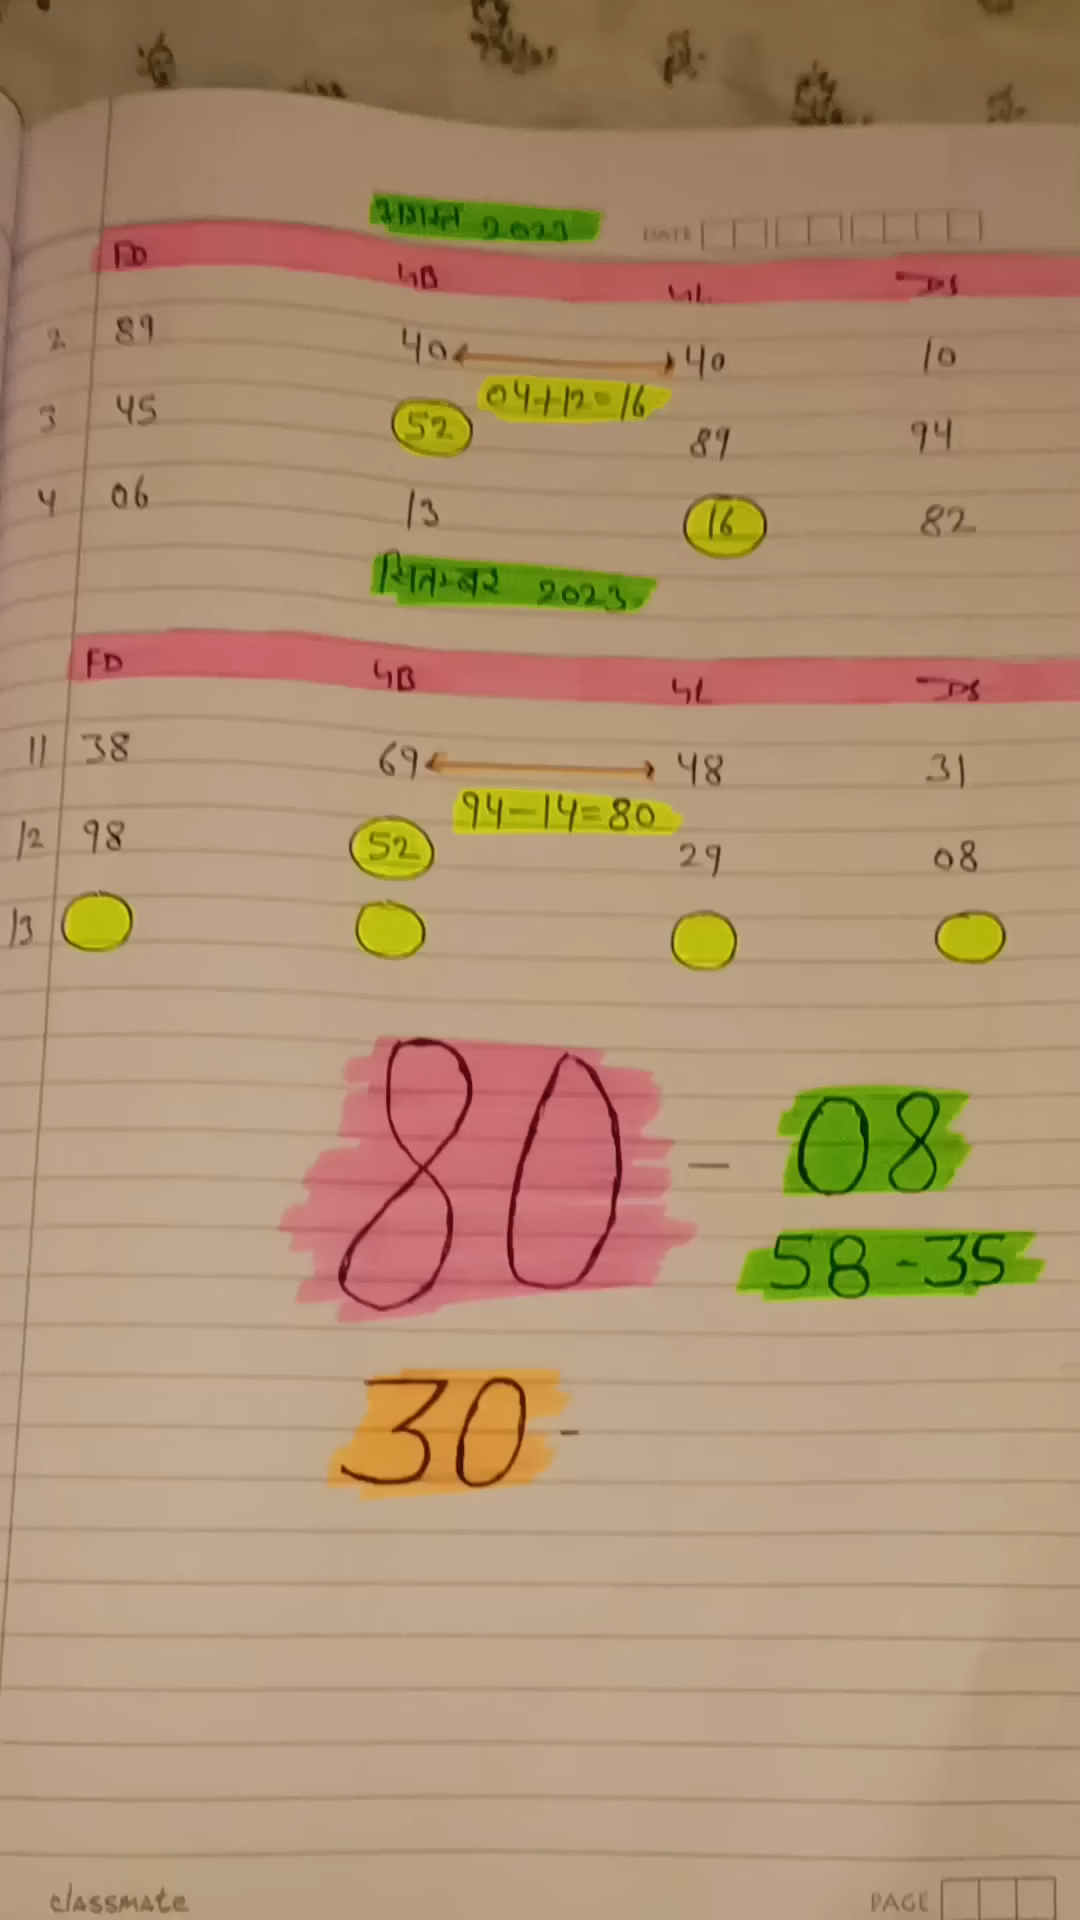 अगस्त 2023
DATE
FD GB GL DS
2 89 40 40 10
04+12=16
3 45 52 89 94
4 06 13 16 82
सितम्बर 2023
FD GB GL DS
11 38 69 48 31
94-14=80
12 98 52 29 08
13
80 - 08
58-35
30 -
classmate PAGE